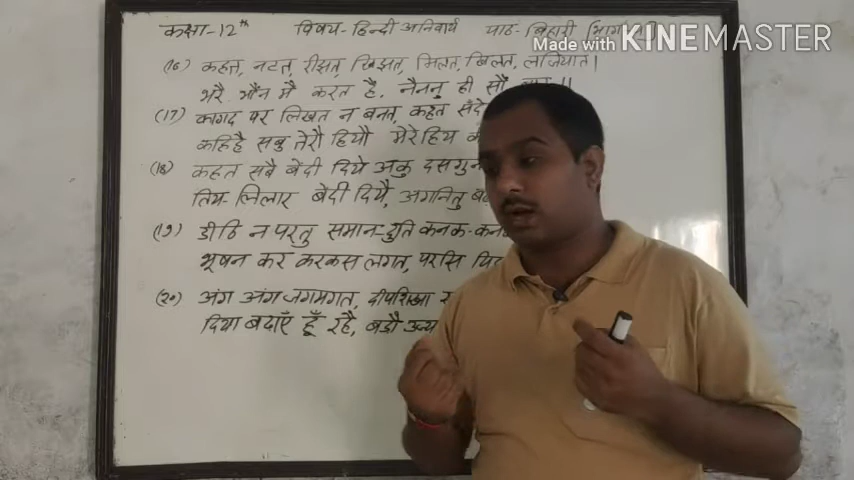 कक्षा-12th विषय-हिन्दी अनिवार्य पाठ-बिहारी
Made with KINEMASTER
(16) कहत, नटत, रीझत, खिझत, मिलत, खिलत, लजियात।
भरै भौन मै करत है, नैननु ही सौं ॥
(17) कागद पर लिखत न बनत, कहत सँदे
कहिहै सबु तेरौ हियौ मेरे हिय की
(18) कहत सबै बेंदी दिये आंकु दसगुन
तिय-लिलार बेंदी दियै, अगनितु
(19) डीठि न परतु समान-दुति कनक-कन
भूषन कर करकस लगत, परसि
(20) अंग अंग जगमगत, दीपशिखा
दिया बढाएँ हूँ रहै, बडौ